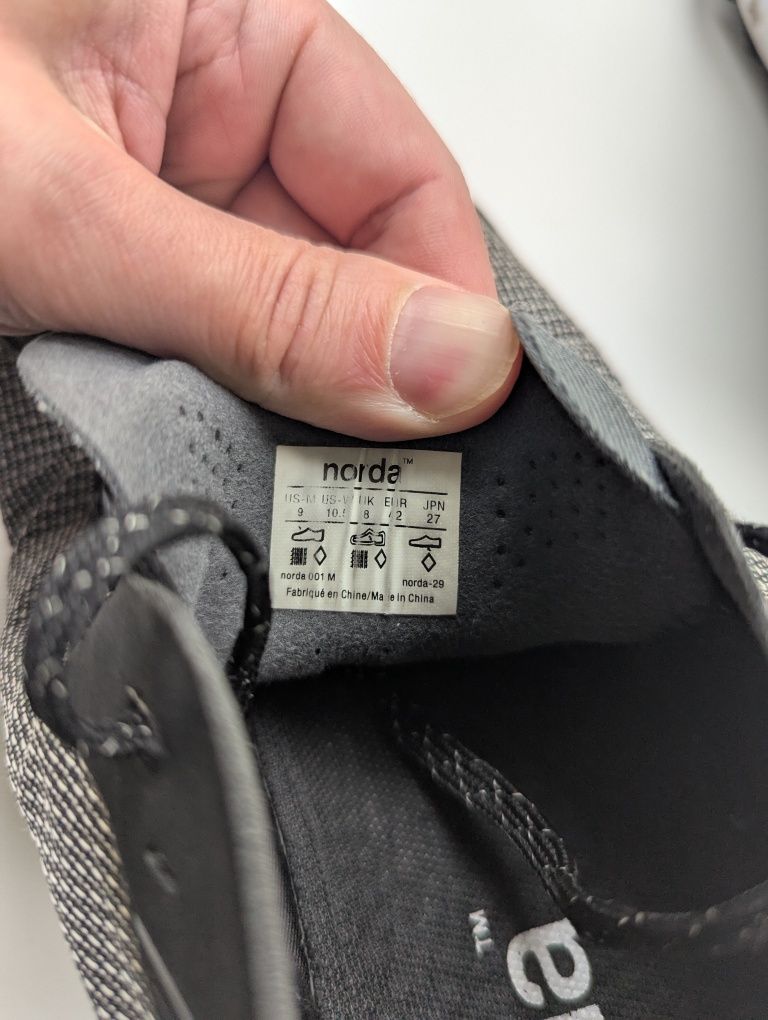 norda™
US-M US-W UK EUR JPN
9 10.5 8 42 27
norda 001 M norda-29
Fabriqué en Chine/Made in China
TM
a